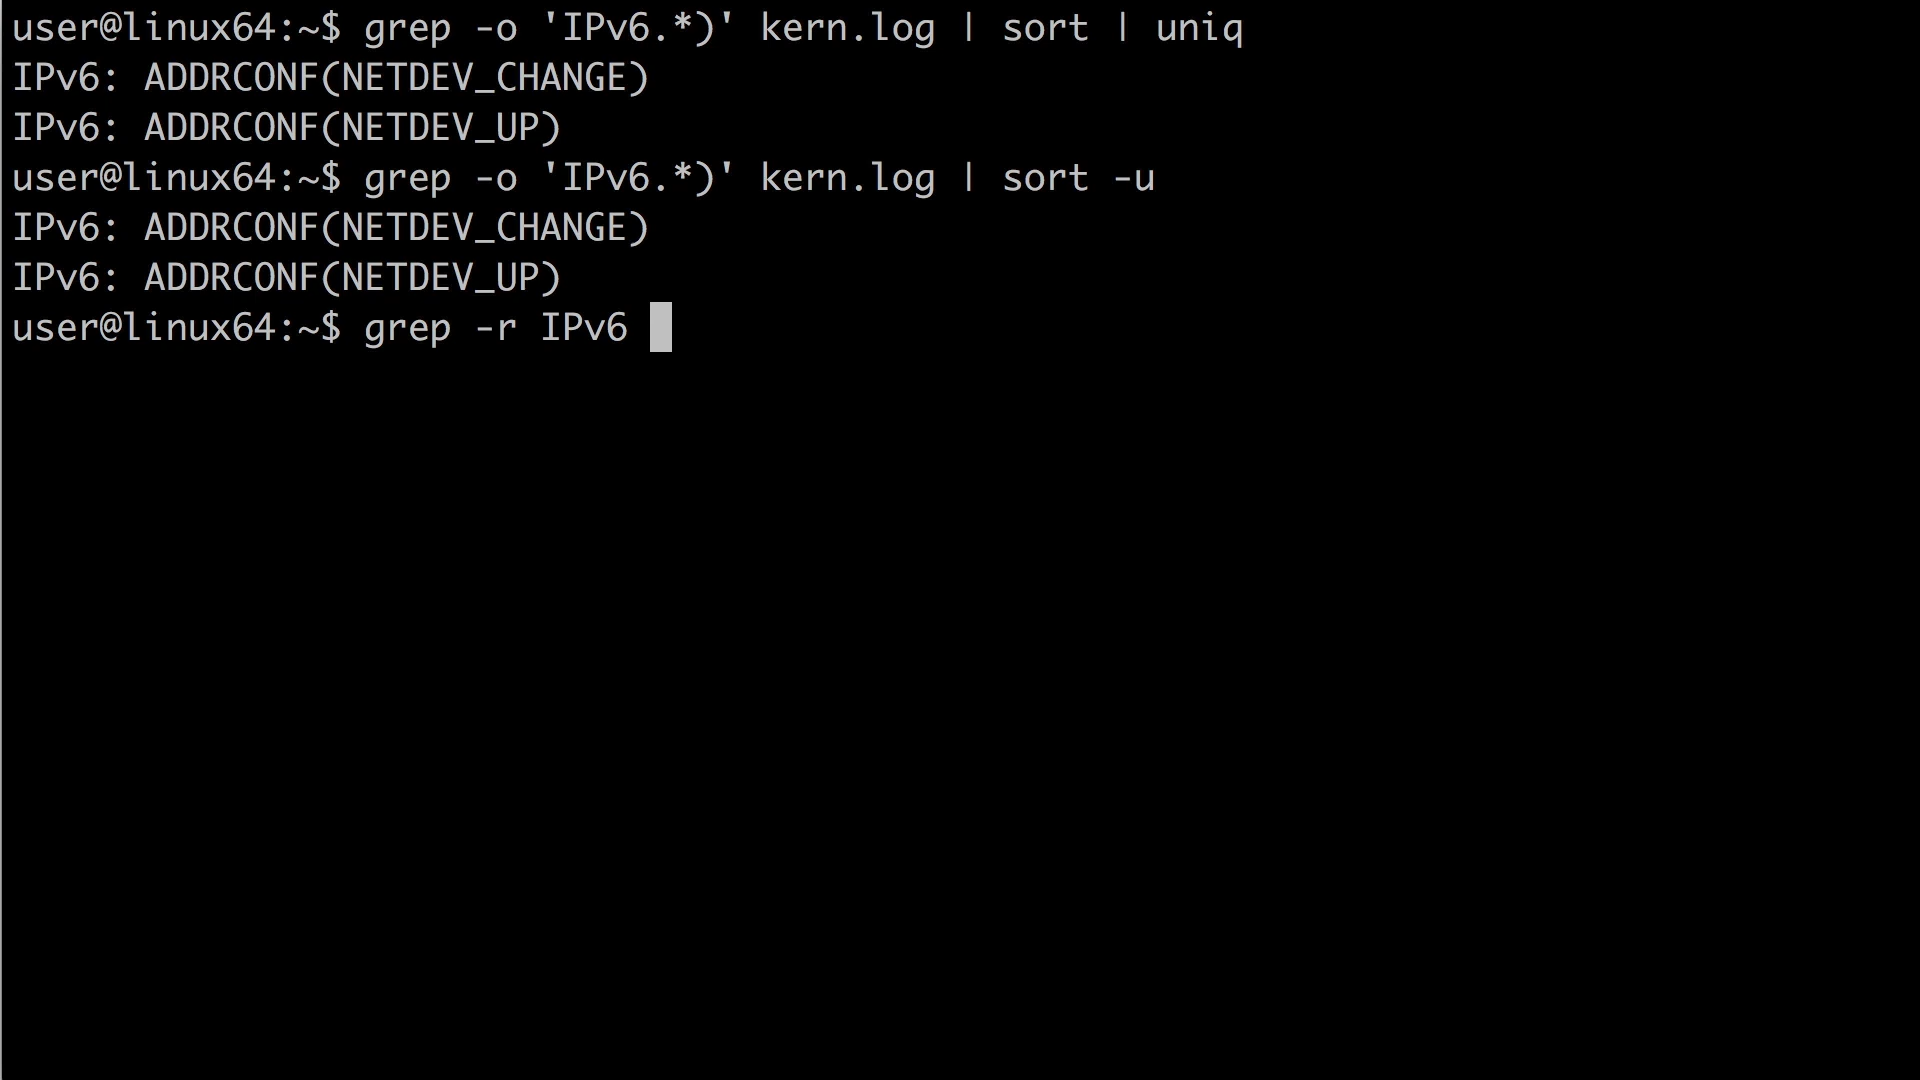 user@linux64:~$ grep -o 'IPv6.*)' kern.log | sort | uniq
IPv6: ADDRCONF(NETDEV_CHANGE)
IPv6: ADDRCONF(NETDEV_UP)
user@linux64:~$ grep -o 'IPv6.*)' kern.log | sort -u
IPv6: ADDRCONF(NETDEV_CHANGE)
IPv6: ADDRCONF(NETDEV_UP)
user@linux64:~$ grep -r IPv6